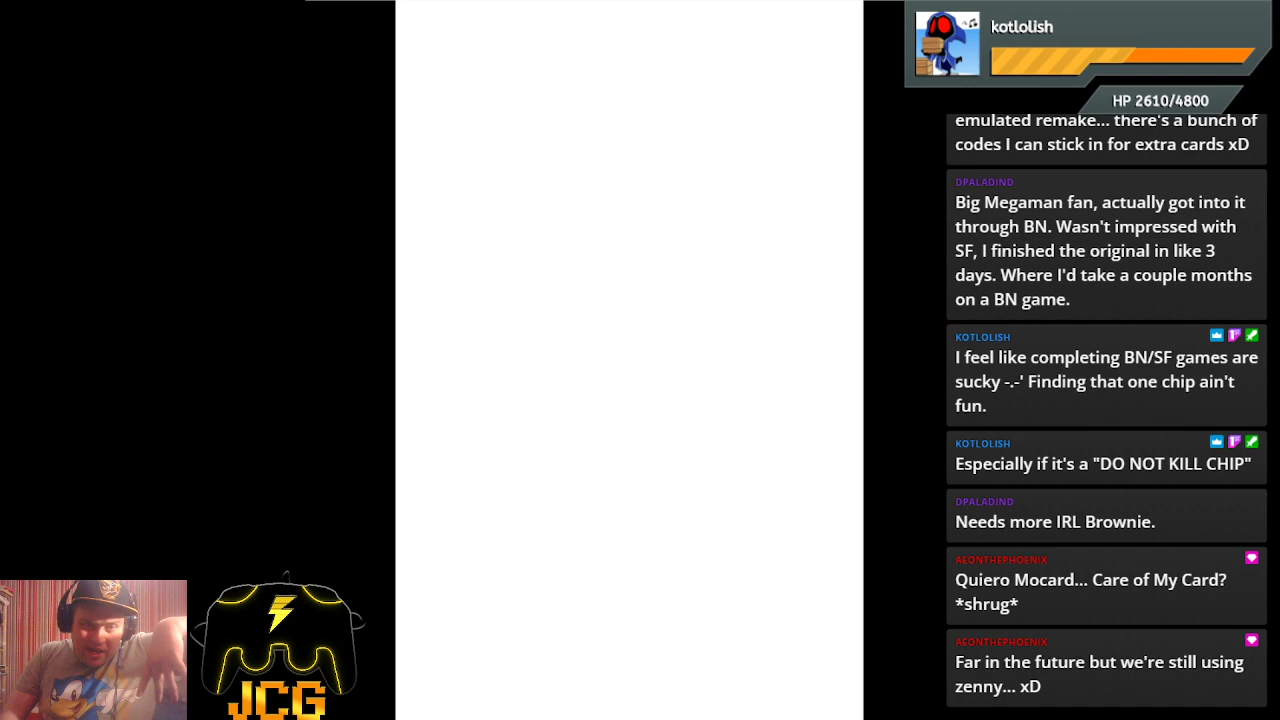 kotlolish
HP 2610/4800
emulated remake... there's a bunch of
codes I can stick in for extra cards xD
DPALADIND
Big Megaman fan, actually got into it
through BN. Wasn't impressed with
SF, I finished the original in like 3
days. Where I'd take a couple months
on a BN game.
KOTLOLISH
I feel like completing BN/SF games are
sucky -.-' Finding that one chip ain't
fun.
KOTLOLISH
Especially if it's a "DO NOT KILL CHIP"
DPALADIND
Needs more IRL Brownie.
AEONTHEPHOENIX
Quiero Mocard... Care of My Card?
*shrug*
AEONTHEPHOENIX
Far in the future but we're still using
zenny... xD
JCG